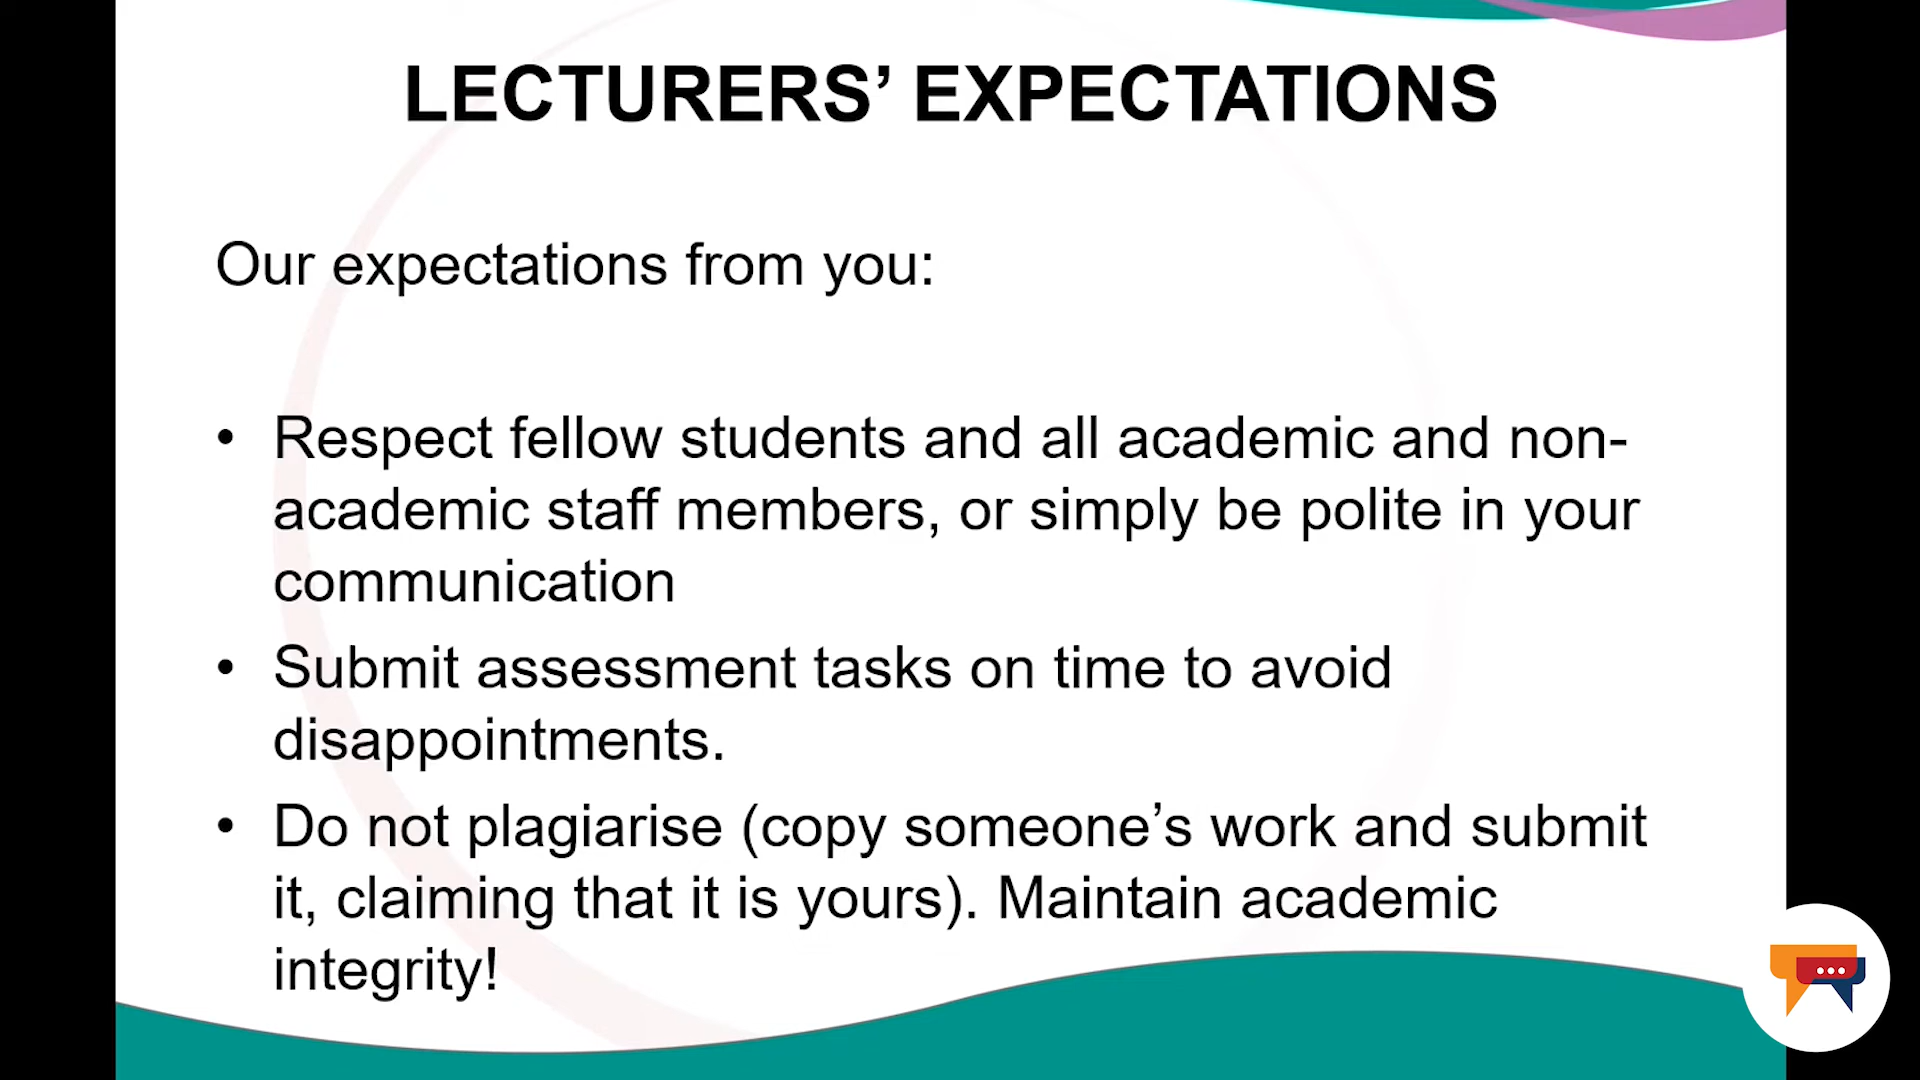 LECTURERS’ EXPECTATIONS
Our expectations from you:
• Respect fellow students and all academic and non-
academic staff members, or simply be polite in your
communication
• Submit assessment tasks on time to avoid
disappointments.
• Do not plagiarise (copy someone’s work and submit
it, claiming that it is yours). Maintain academic
integrity!